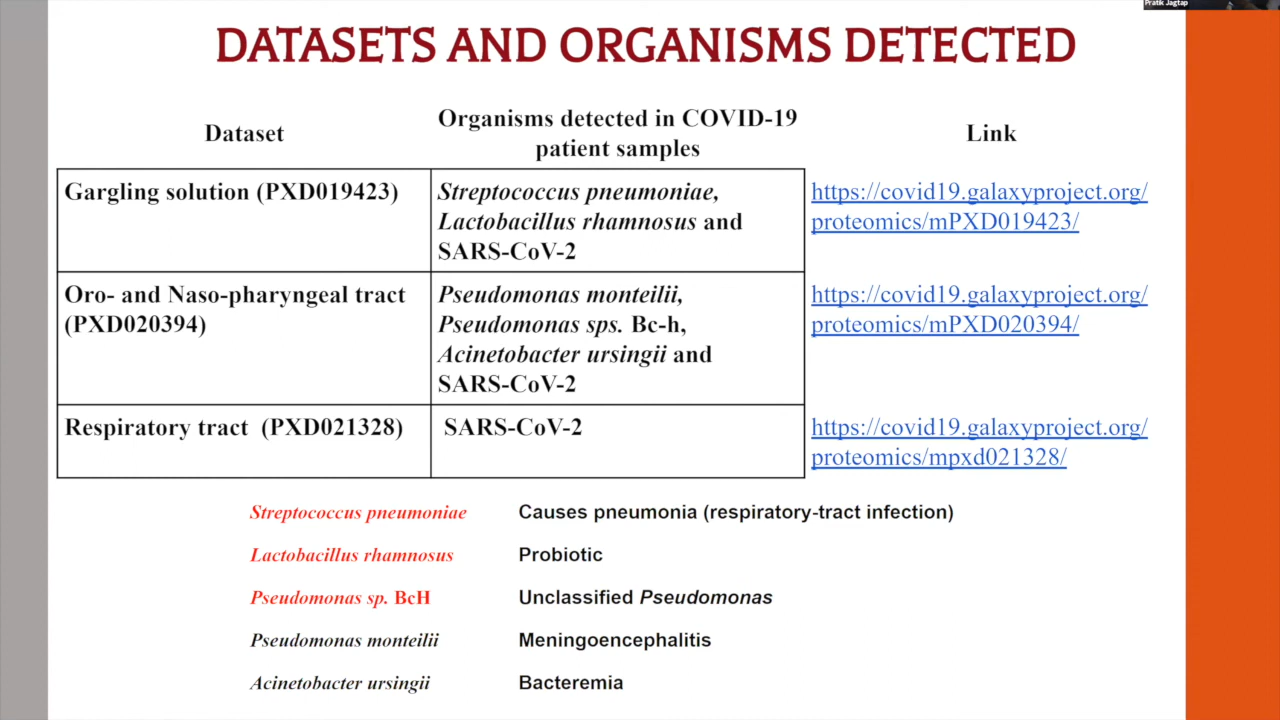 Pratik Jagtap
DATASETS AND ORGANISMS DETECTED
Dataset
Organisms detected in COVID-19
patient samples
Link
Gargling solution (PXD019423)
Streptococcus pneumoniae,
Lactobacillus rhamnosus and
SARS-CoV-2
https://covid19.galaxyproject.org/
proteomics/mPXD019423/
Oro- and Naso-pharyngeal tract
(PXD020394)
Pseudomonas monteilii,
Pseudomonas sps. Bc-h,
Acinetobacter ursingii and
SARS-CoV-2
https://covid19.galaxyproject.org/
proteomics/mPXD020394/
Respiratory tract (PXD021328)
SARS-CoV-2
https://covid19.galaxyproject.org/
proteomics/mpxd021328/
Streptococcus pneumoniae Causes pneumonia (respiratory-tract infection)
Lactobacillus rhamnosus Probiotic
Pseudomonas sp. BcH Unclassified Pseudomonas
Pseudomonas monteilii Meningoencephalitis
Acinetobacter ursingii Bacteremia